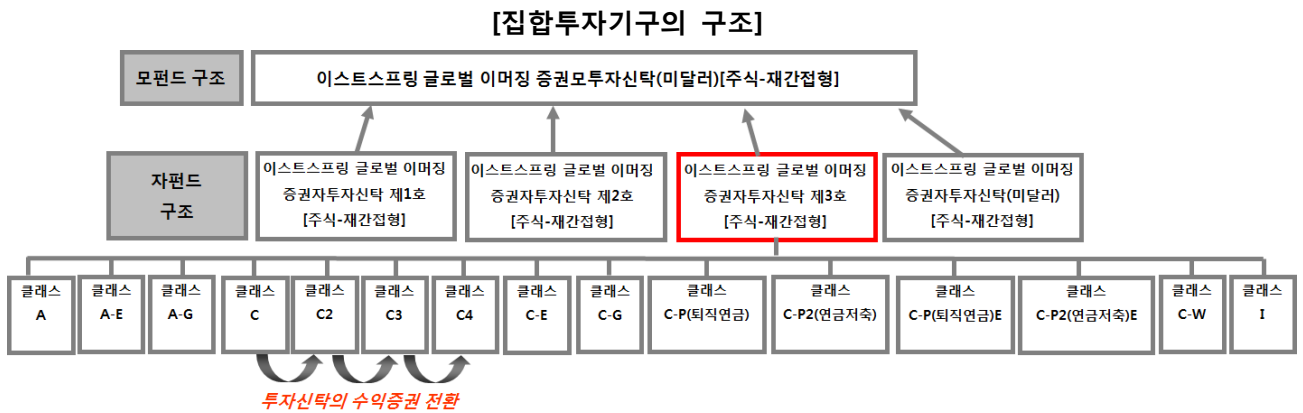 [집합투자기구의 구조]
모펀드 구조
이스트스프링 글로벌 이머징 증권모투자신탁(미달러)[주식-재간접형]
자펀드
구조
이스트스프링 글로벌 이머징
증권자투자신탁 제1호
[주식-재간접형]
이스트스프링 글로벌 이머징
증권자투자신탁 제2호
[주식-재간접형]
이스트스프링 글로벌 이머징
증권자투자신탁 제3호
[주식-재간접형]
이스트스프링 글로벌 이머징
증권자투자신탁(미달러)
[주식-재간접형]
클래스
A
클래스
A-E
클래스
A-G
클래스
C
클래스
C2
클래스
C3
클래스
C4
클래스
C-E
클래스
C-G
클래스
C-P(퇴직연금)
클래스
C-P2(연금저축)
클래스
C-P(퇴직연금)E
클래스
C-P2(연금저축)E
클래스
C-W
클래스
I
투자신탁의 수익증권 전환